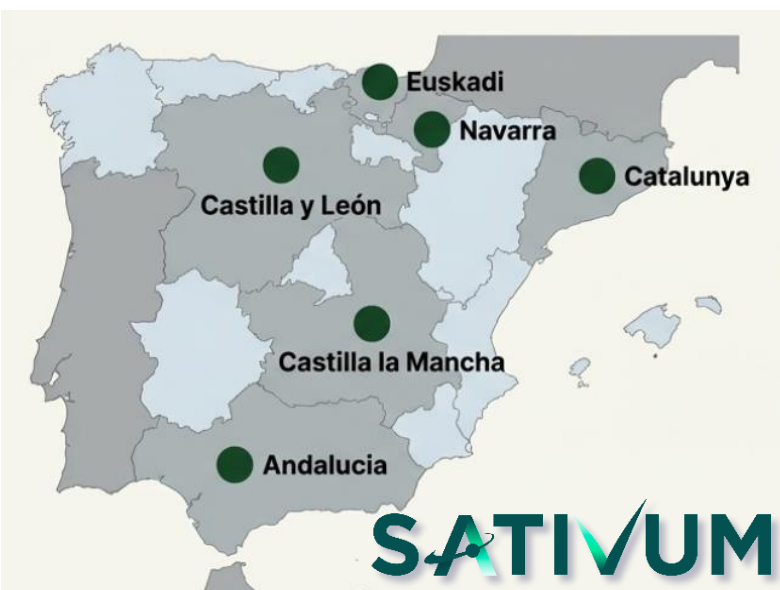 Euskadi
Navarra
Catalunya
Castilla y León
Castilla la Mancha
Andalucia
SATIVUM